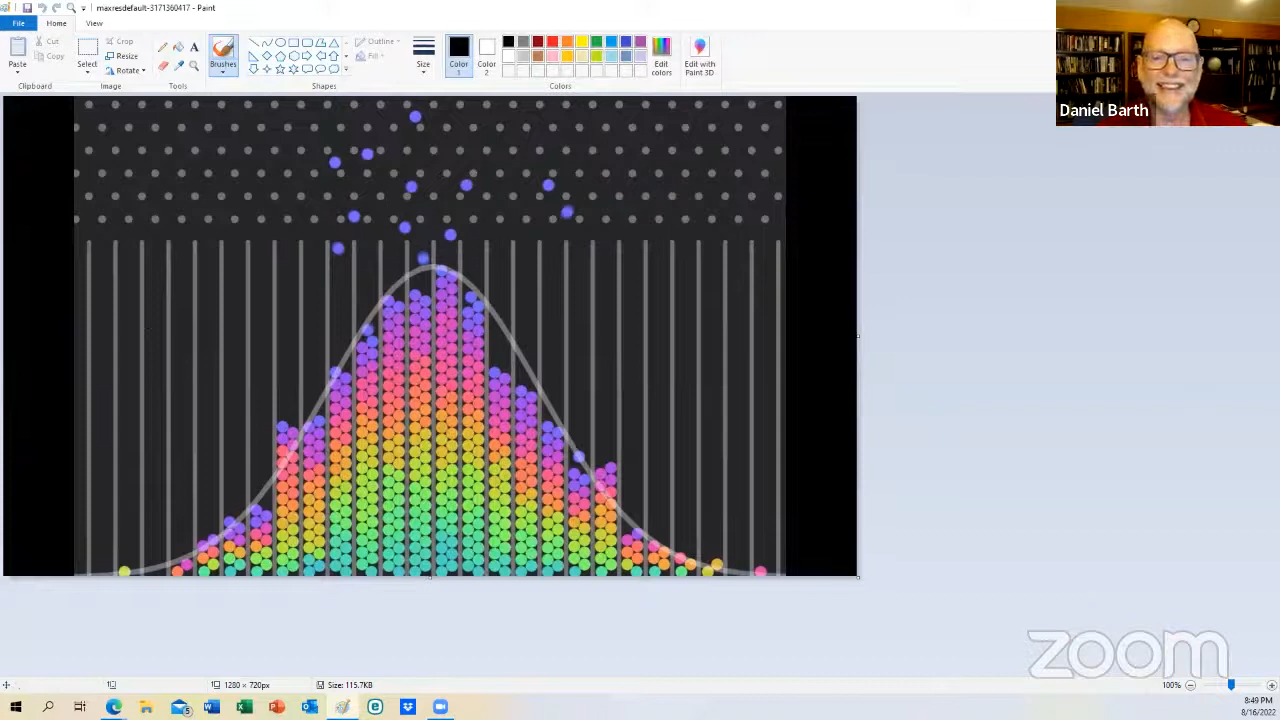 maxresdefault-3171360417 - Paint
File
Home
View
Paste
Cut
Copy
Clipboard
Select
Crop
Resize
Rotate
Image
A
Tools
Brushes
Outline
Fill
Shapes
Size
Color
1
Color
2
Edit
colors
Edit with
Paint 3D
Colors
Daniel Barth
zoom
1280 × 720px
Size: 115.7KB
100%
8:49 PM
8/16/2022